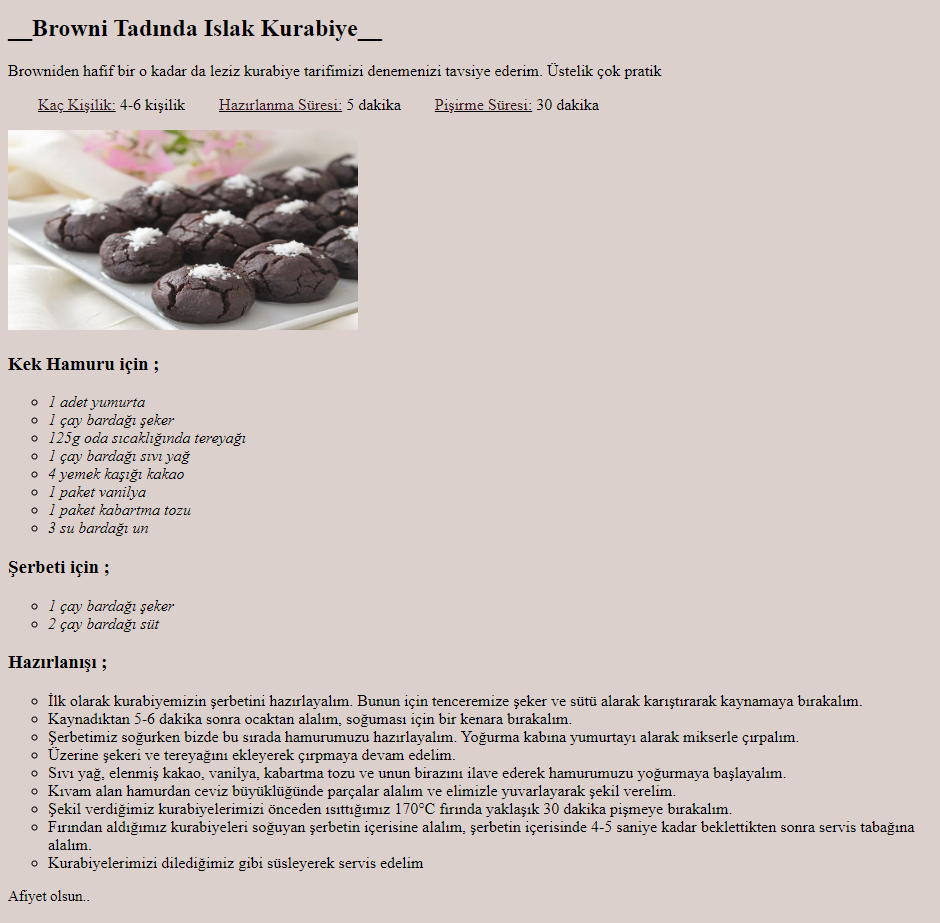 __Browni Tadında Islak Kurabiye__
Browniden hafif bir o kadar da leziz kurabiye tarifimizi denemenizi tavsiye ederim. Üstelik çok pratik
Kaç Kişilik: 4-6 kişilik Hazırlanma Süresi: 5 dakika Pişirme Süresi: 30 dakika
Kek Hamuru için ;
1 adet yumurta
1 çay bardağı şeker
125g oda sıcaklığında tereyağı
1 çay bardağı sıvı yağ
4 yemek kaşığı kakao
1 paket vanilya
1 paket kabartma tozu
3 su bardağı un
Şerbeti için ;
1 çay bardağı şeker
2 çay bardağı süt
Hazırlanışı ;
İlk olarak kurabiyemizin şerbetini hazırlayalım. Bunun için tenceremize şeker ve sütü alarak karıştırarak kaynamaya bırakalım.
Kaynadıktan 5-6 dakika sonra ocaktan alalım, soğuması için bir kenara bırakalım.
Şerbetimiz soğurken bizde bu sırada hamurumuzu hazırlayalım. Yoğurma kabına yumurtayı alarak mikserle çırpalım.
Üzerine şekeri ve tereyağını ekleyerek çırpmaya devam edelim.
Sıvı yağ, elenmiş kakao, vanilya, kabartma tozu ve unun birazını ilave ederek hamurumuzu yoğurmaya başlayalım.
Kıvam alan hamurdan ceviz büyüklüğünde parçalar alalım ve elimizle yuvarlayarak şekil verelim.
Şekil verdiğimiz kurabiyelerimizi önceden ısıttığımız 170°C fırında yaklaşık 30 dakika pişmeye bırakalım.
Fırından aldığımız kurabiyeleri soğuyan şerbetin içerisine alalım, şerbetin içerisinde 4-5 saniye kadar beklettikten sonra servis tabağına
alalım.
Kurabiyelerimizi dilediğimiz gibi süsleyerek servis edelim
Afiyet olsun..